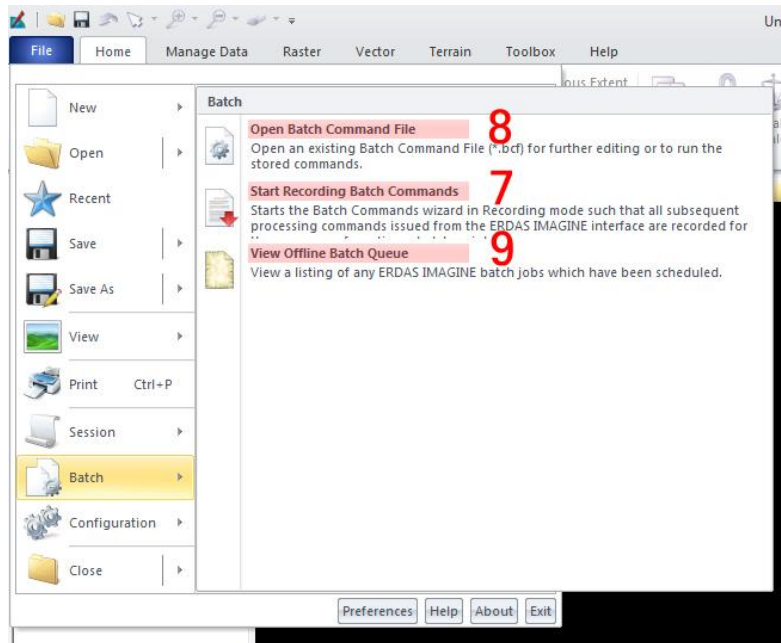 Un
File Home Manage Data Raster Vector Terrain Toolbox Help
ous Extent
New
Open
Recent
Save
Save As
View
Print Ctrl+P
Session
Batch
Configuration
Close
Batch
8
Open Batch Command File
Open an existing Batch Command File (*.bcf) for further editing or to run the
stored commands.
7
Start Recording Batch Commands
Starts the Batch Commands wizard in Recording mode such that all subsequent
processing commands issued from the ERDAS IMAGINE interface are recorded for
9
View Offline Batch Queue
View a listing of any ERDAS IMAGINE batch jobs which have been scheduled.
Preferences Help About Exit